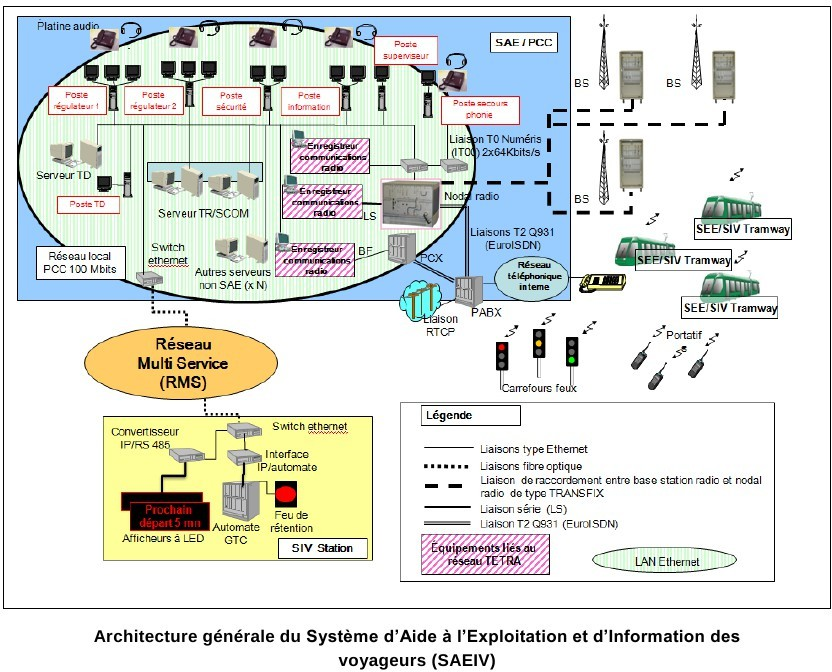 Platine audio
Poste
superviseur
SAE / PCC
BS
BS
Poste
régulateur 1
Poste
régulateur 2
Poste
sécurité
Poste
information
Poste secours
phonie
Enregistreur
communications
radio
Liaison T0 Numéris
(IT00) 2x64Kbits/s
Serveur TD
Poste TD
Serveur TR/SCOM
Enregistreur
communications
radio
LS
Nodal radio
BS
SEE/SIV Tramway
Réseau local
PCC 100 Mbits
Switch
ethernet
Autres serveurs
non SAE (x N)
Enregistreur
communications
radio
BF
PCX
Liaisons T2 Q931
(EuroISDN)
Réseau
téléphonique
interne
SEE/SIV Tramway
SEE/SIV Tramway
Liaison
RTCP
PABX
Portatif
Carrefours feux
Réseau
Multi Service
(RMS)
Convertisseur
IP/RS 485
Switch ethernet
Interface
IP/automate
Prochain
départ 5 mn
Afficheurs à LED
Automate
GTC
Feu de
rétention
SIV Station
Légende
Liaisons type Ethernet
Liaisons fibre optique
Liaison de raccordement entre base station radio et nodal
radio de type TRANSFIX
Liaison série (LS)
Liaison T2 Q931 (EuroISDN)
Équipements liés au
réseau TETRA
LAN Ethernet
Architecture générale du Système d’Aide à l’Exploitation et d’Information des
voyageurs (SAEIV)